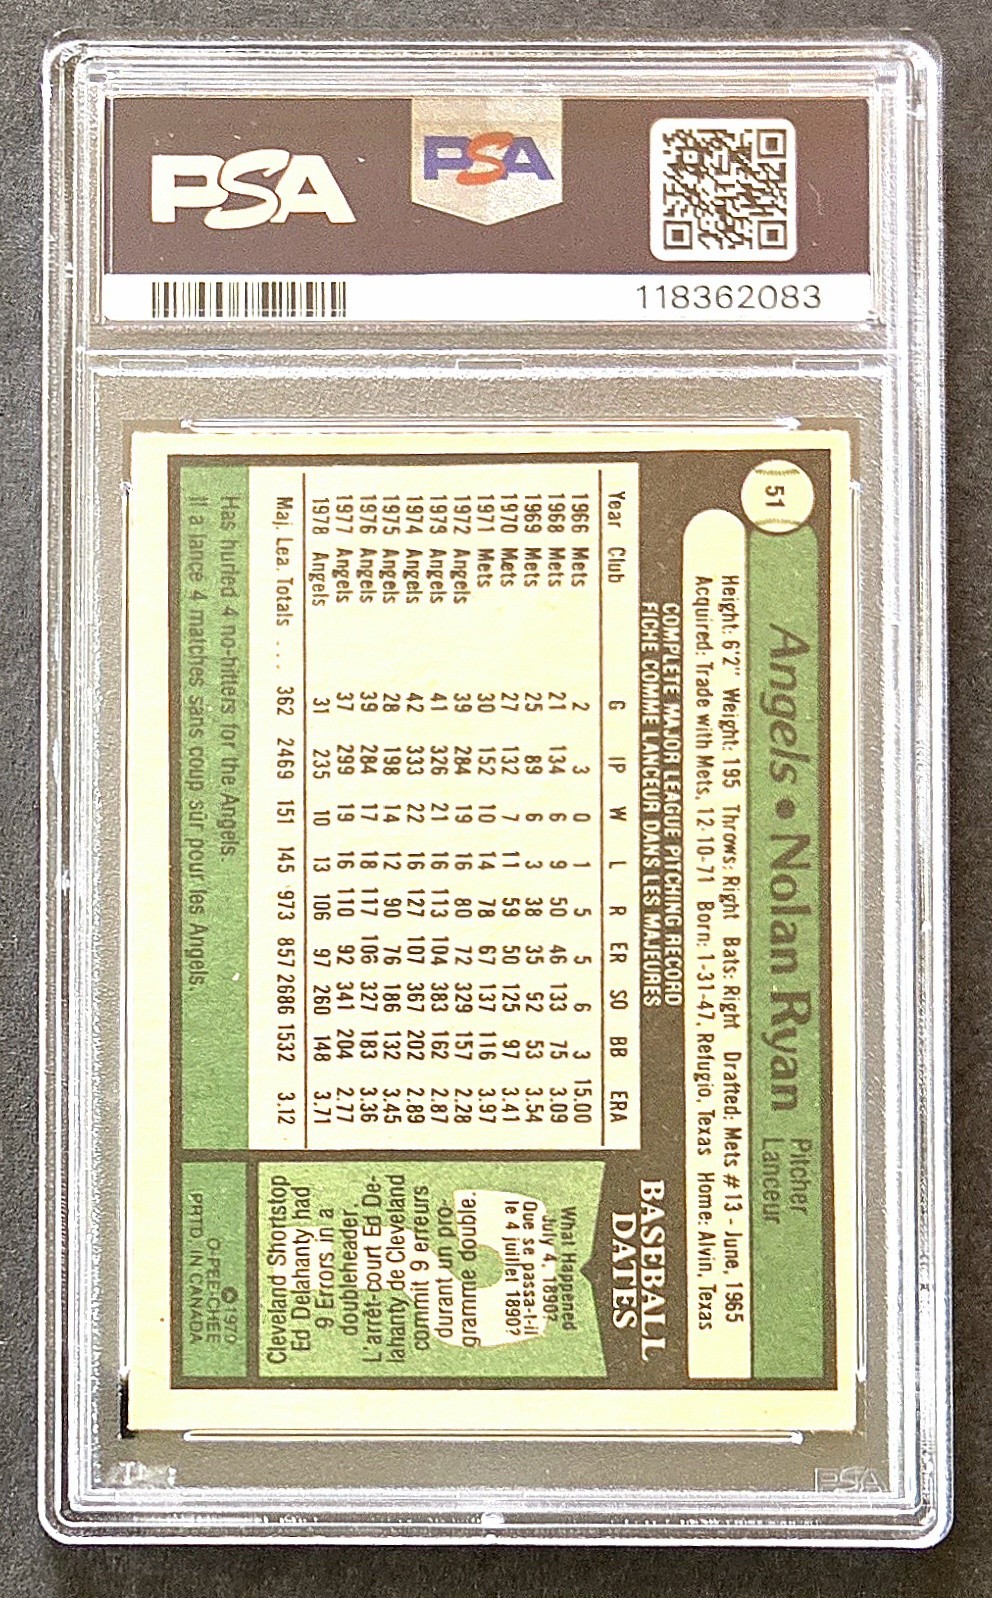 PSA
PSA
118362083
51
Angels • Nolan Ryan
Pitcher
Lanceur
Height: 6'2" Weight: 195 Throws: Right Bats: Right Drafted: Mets #13 - June, 1965
Acquired: Trade with Mets, 12-10-71 Born: 1-31-47, Refugio, Texas Home: Alvin, Texas
COMPLETE MAJOR LEAGUE PITCHING RECORD
FICHE COMME LANCEUR DANS LES MAJEURES
Year Club G IP W L R ER SO BB ERA
1966 Mets 2 3 0 1 5 5 6 3 15.00
1968 Mets 21 134 6 9 50 46 133 75 3.09
1969 Mets 25 89 6 3 38 35 92 53 3.54
1970 Mets 27 132 7 11 59 50 125 97 3.41
1971 Mets 30 152 10 14 78 67 137 116 3.97
1972 Angels 39 284 19 16 80 72 329 157 2.28
1979 Angels 41 326 21 16 113 104 383 162 2.87
1974 Angels 42 333 22 16 127 107 367 202 2.89
1975 Angels 28 198 14 12 90 76 186 132 3.45
1976 Angels 39 284 17 18 117 106 327 183 3.36
1977 Angels 37 299 19 16 110 92 341 204 2.77
1978 Angels 31 235 10 13 106 97 260 148 3.71
Maj. Lea. Totals .... 362 2469 151 145 973 857 2686 1532 3.12
Has hurled 4 no-hitters for the Angels.
Il a lancé 4 matches sans coup sûr pour les Angels.
BASEBALL
DATES
What Happened
July 4, 1890?
Que se passa-t-il
le 4 juillet 1890?
Cleveland Shortstop
Ed Delahanty had
9 Errors in a
doubleheader.
L'arrêt-court Ed De-
lahanty de Cleveland
commit 9 erreurs
durant un pro-
gramme double.
©1979
O-PEE-CHEE
PRTD IN CANADA
PSA